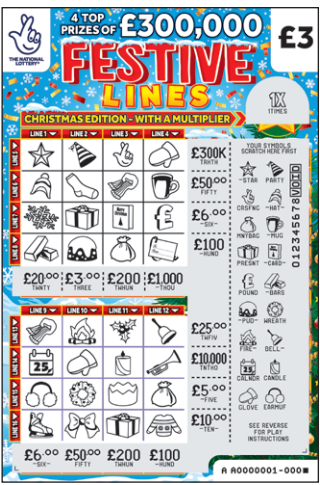 THE NATIONAL
LOTTERY®
4 TOP
PRIZES OF £300,000
£3
FESTIVE
LINES
CHRISTMAS EDITION - WITH A MULTIPLIER
1X
1TIMES
LINE 1 LINE 2 LINE 3 LINE 4
YOUR SYMBOLS
SCRATCH HERE FIRST
£300K
TRHTH
-STAR PARTY
£50.00
FIFTY
CRSFNG -HAT-
£6.00
-SIX-
MNYBAG -MUG
£100
-HUND
PRESNT -CARD-
012345678 VOID
£20.00 £3.00 £200 £1,000
TWNTY THREE TWHUN -THOU
POUND -BARS
-PUD- WREATH
LINE 9 LINE 10 LINE 11 LINE 12
£25.00
TWFIV
FIRE- BELL-
25
£10,000
TNTHO
25
CALNDR CANDLE
£5.00
-FIVE
GLOVE EARMUF
£10.00
-TEN-
SEE REVERSE
FOR PLAY
INSTRUCTIONS
£6.00 £50.00 £200 £100
-SIX- FIFTY TWHUN -HUND
A A0000001-000